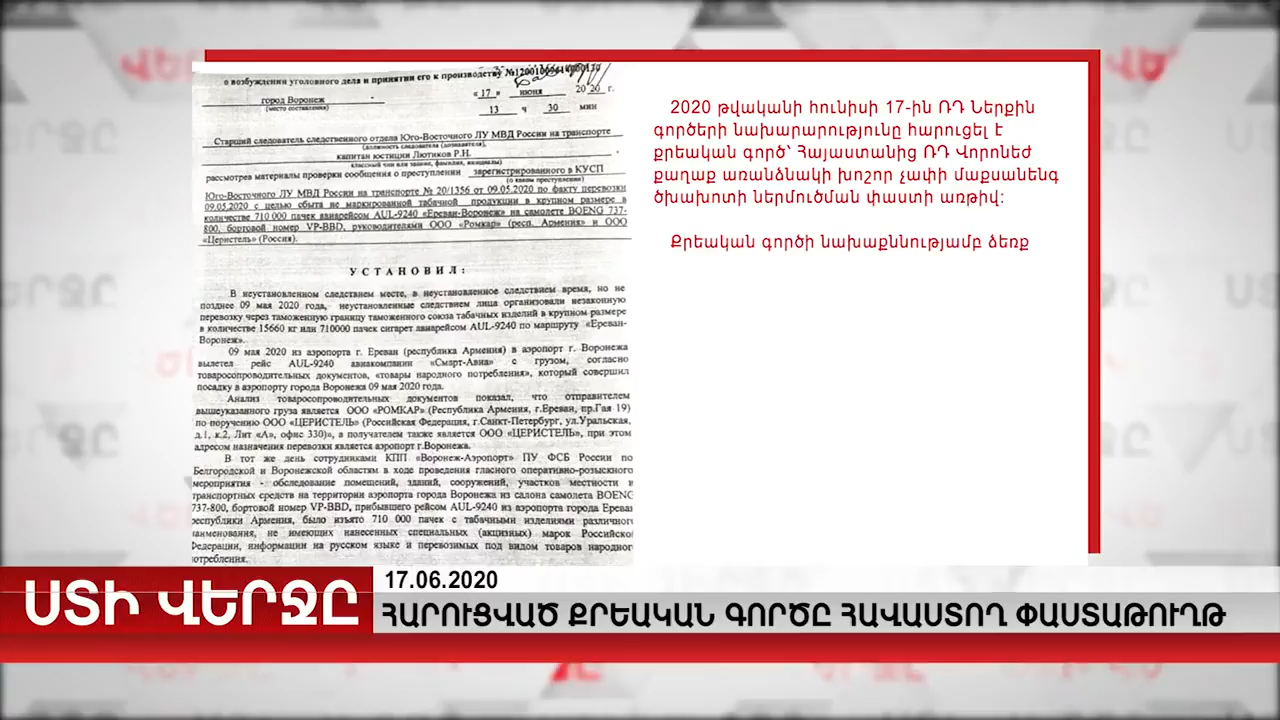 о возбуждении уголовного дела и принятии его к производству
город Воронеж « 17 » июня 20 20 г.
(место составления) 13 ч 30 мин
Старший следователь следственного отдела Юго-Восточного ЛУ МВД России на транспорте
(должность следователя (дознавателя),
капитан юстиции Лютиков Р.Н.
классный чин или звание, фамилия, инициалы)
рассмотрев материалы проверки сообщения о преступлении зарегистрированного в КУСП
(о каком преступлении)
Юго-Восточного ЛУ МВД России на транспорте № 20/1356 от 09.05.2020 по факту перевозки
09.05.2020 с целью сбыта не маркированной табачной продукции в крупном размере в
количестве 710 000 пачек авиарейсом AUL-9240 «Ереван-Воронеж» на самолете BOENG 737-
800, бортовой номер VP-BBD, руководителями ООО «Ромкар» (респ. Армения) и ООО
«Церистель» (Россия).
У С Т А Н О В И Л :
В неустановленном следствием месте, в неустановленное следствием время, но не
позднее 09 мая 2020 года, неустановленные следствием лица организовали незаконную
перевозку через таможенную границу таможенного союза табачных изделий в крупном размере
в количестве 15660 кг или 710000 пачек сигарет авиарейсом AUL-9240 по маршруту «Ереван-
Воронеж».
09 мая 2020 из аэропорта г. Ереван (республика Армения) в аэропорт г. Воронежа
вылетел рейс AUL-9240 авиакомпании «Смарт-Авиа» с грузом, согласно
товаросопроводительных документов, «товары народного потребления», который совершил
посадку в аэропорту города Воронежа 09 мая 2020 года.
Анализ товаросопроводительных документов показал, что отправителем
вышеуказанного груза является ООО «РОМКАР» (Республика Армения, г.Ереван, пр.Гая 19)
по поручению ООО «ЦЕРИСТЕЛЬ» (Российская Федерация, г.Санкт-Петербург, ул.Уральская,
д.1, к.2, Лит «А», офис 330)», а получателем также является ООО «ЦЕРИСТЕЛЬ», при этом
адресом назначения перевозки является аэропорт г.Воронежа.
В тот же день сотрудниками КПП «Воронеж-Аэропорт» ПУ ФСБ России по
Белгородской и Воронежской областям в ходе проведения гласного оперативно-розыскного
мероприятия - обследование помещений, зданий, сооружений, участков местности и
транспортных средств на территории аэропорта города Воронежа из салона самолета BOENG
737-800, бортовой номер VP-BBD, прибывшего рейсом AUL-9240 из аэропорта города Ереван
республики Армения, было изъято 710 000 пачек с табачными изделиями различного
наименования, не имеющих нанесенных специальных (акцизных) марок Российской
Федерации, информации на русском языке и перевозимых под видом товаров народного
потребления.
2020 թվականի հունիսի 17-ին ՌԴ Ներքին
գործերի նախարարությունը հարուցել է
քրեական գործ՝ Հայաստանից ՌԴ Վորոնեժ
քաղաք առանձնակի խոշոր չափի մաքսանենգ
ծխախոտի ներմուծման փաստի առթիվ:
Քրեական գործի նախաքննությամբ ձեռք
17.06.2020
ՍՏԻ ՎԵՐՋԸ
ՀԱՐՈՒՑՎԱԾ ՔՐԵԱԿԱՆ ԳՈՐԾԸ ՀԱՎԱՍՏՈՂ ՓԱՍՏԱԹՈՒՂԹ